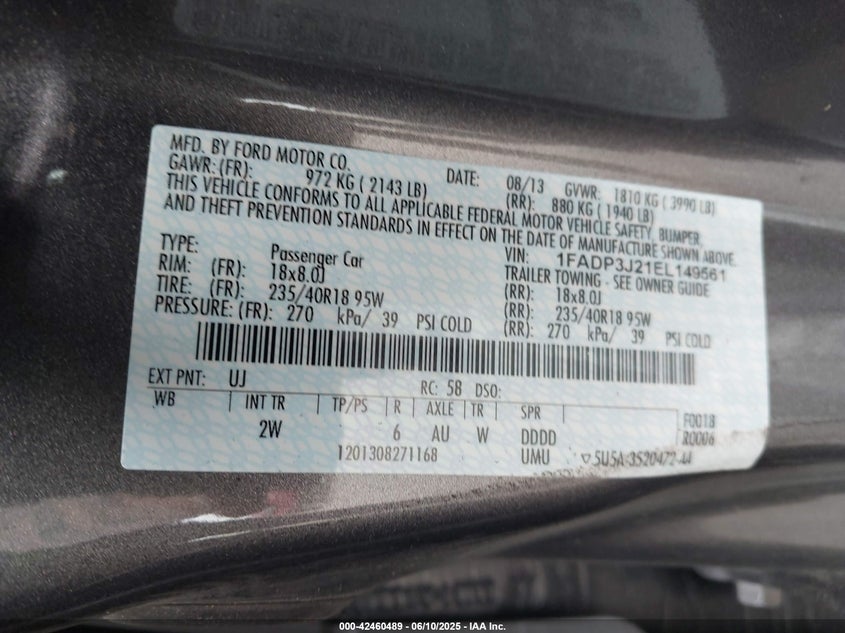 MFD. BY FORD MOTOR CO. DATE: 08/13 GVWR: 1810 KG ( 3990 LB)
GAWR: (FR): 972 KG ( 2143 LB) (RR): 880 KG ( 1940 LB)
THIS VEHICLE CONFORMS TO ALL APPLICABLE FEDERAL MOTOR VEHICLE SAFETY, BUMPER,
AND THEFT PREVENTION STANDARDS IN EFFECT ON THE DATE OF MANUFACTURE SHOWN ABOVE.
VIN: 1FADP3J21EL149561
TYPE: Passenger Car TRAILER TOWING - SEE OWNER GUIDE
RIM: (FR): 18x8.0J (RR): 18x8.0J
TIRE: (FR): 235/40R18 95W (RR): 235/40R18 95W
PRESSURE: (FR): 270 kPa/ 39 PSI COLD (RR): 270 kPa/ 39 PSI COLD
EXT PNT: UJ RC: 58 DSO:
WB INT TR TP/PS R AXLE TR SPR F0018
2W 6 AU W DDDD R0006
1201308271168 UMU ▽ 5U5A-3520472-AA
000-42460489 - 06/10/2025 - IAA Inc.